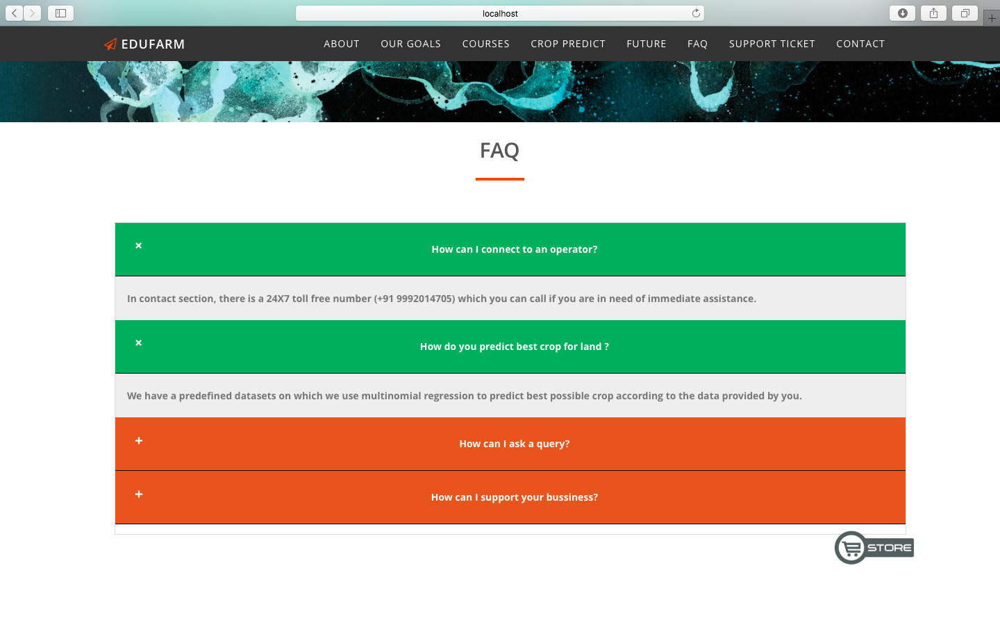 localhost
EDUFARM
ABOUT OUR GOALS COURSES CROP PREDICT FUTURE FAQ SUPPORT TICKET CONTACT
FAQ
How can I connect to an operator?
In contact section, there is a 24X7 toll free number (+91 9992014705) which you can call if you are in need of immediate assistance.
How do you predict best crop for land ?
We have a predefined datasets on which we use multinomial regression to predict best possible crop according to the data provided by you.
How can I ask a query?
How can I support your bussiness?
STORE